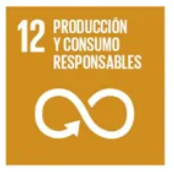 12 PRODUCCIÓN
Y CONSUMO
RESPONSABLES